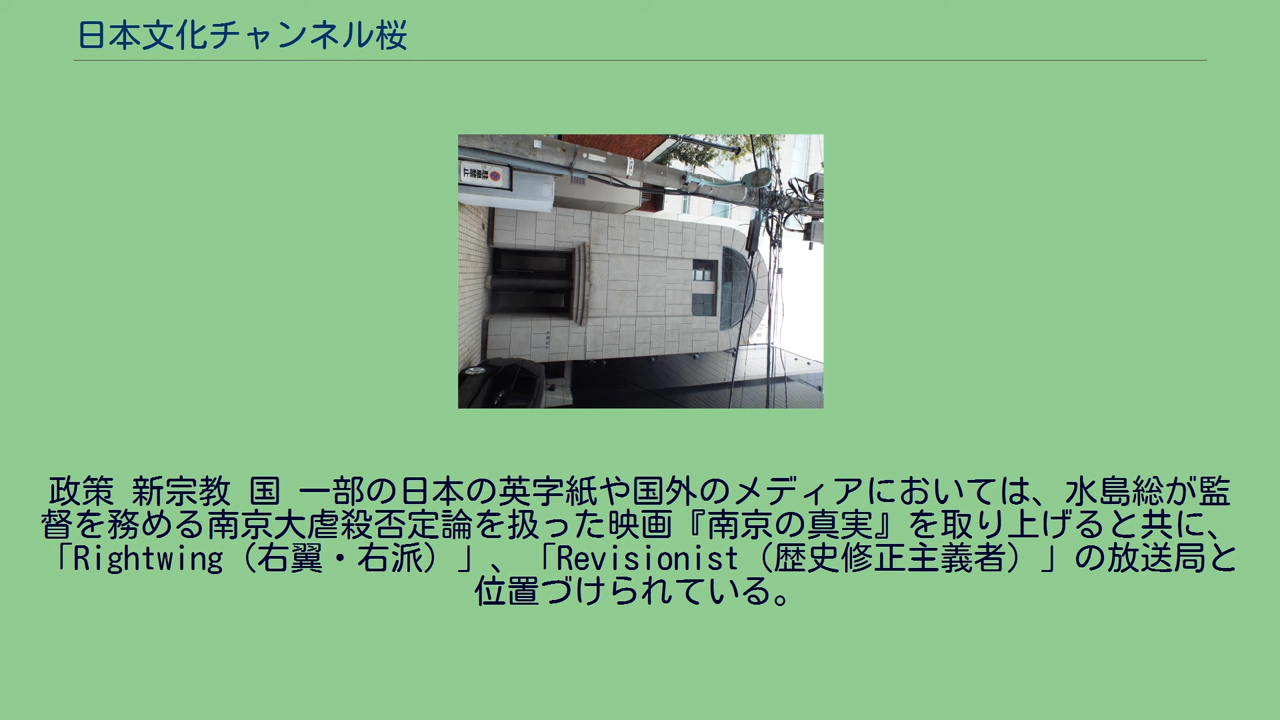 日本文化チャンネル桜
駐車禁止
政策 新宗教 国 一部の日本の英字紙や国外のメディアにおいては、水島総が監
督を務める南京大虐殺否定論を扱った映画『南京の真実』を取り上げると共に、
「Rightwing（右翼・右派）」、「Revisionist（歴史修正主義者）」の放送局と
位置づけられている。